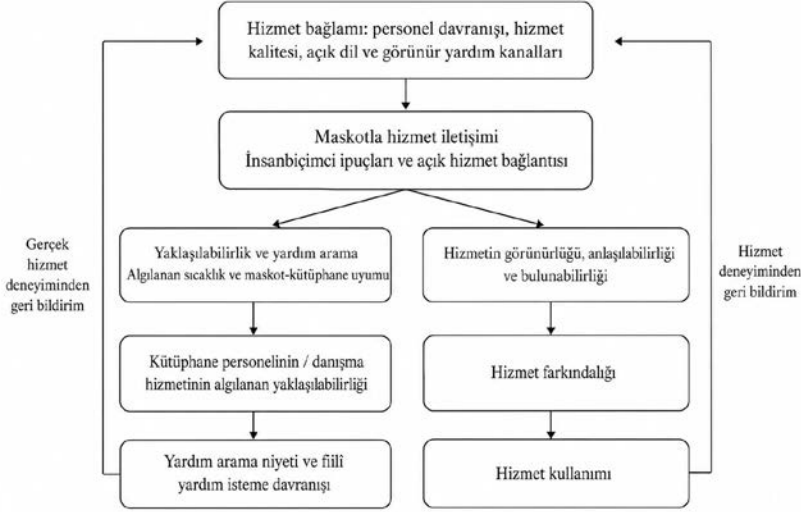 Hizmet bağlamı: personel davranışı, hizmet
kalitesi, açık dil ve görünür yardım kanalları
Maskotla hizmet iletişimi
İnsanbiçimci ipuçları ve açık hizmet bağlantısı
Gerçek
hizmet
deneyiminden
geri bildirim
Yaklaşılabilirlik ve yardım arama
Algılanan sıcaklık ve maskot-kütüphane uyumu
Hizmetin görünürlüğü, anlaşılabilirliği
ve bulunabilirliği
Hizmet
deneyiminden
geri bildirim
Kütüphane personelinin / danışma
hizmetinin algılanan yaklaşılabilirliği
Hizmet farkındalığı
Yardım arama niyeti ve fiilî
yardım isteme davranışı
Hizmet kullanımı